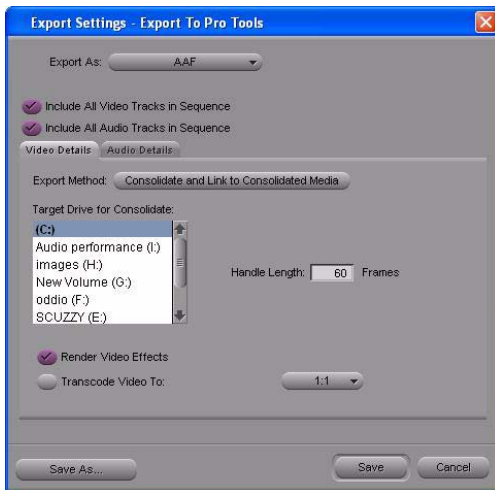 Export Settings - Export To Pro Tools
Export As: AAF
Include All Video Tracks in Sequence
Include All Audio Tracks in Sequence
Video Details Audio Details
Export Method: Consolidate and Link to Consolidated Media
Target Drive for Consolidate:
(C:)
Audio performance (I:)
images (H:)
New Volume (G:)
oddio (F:)
SCUZZY (E:)
Handle Length: 60 Frames
Render Video Effects
Transcode Video To: 1:1
Save As... Save Cancel